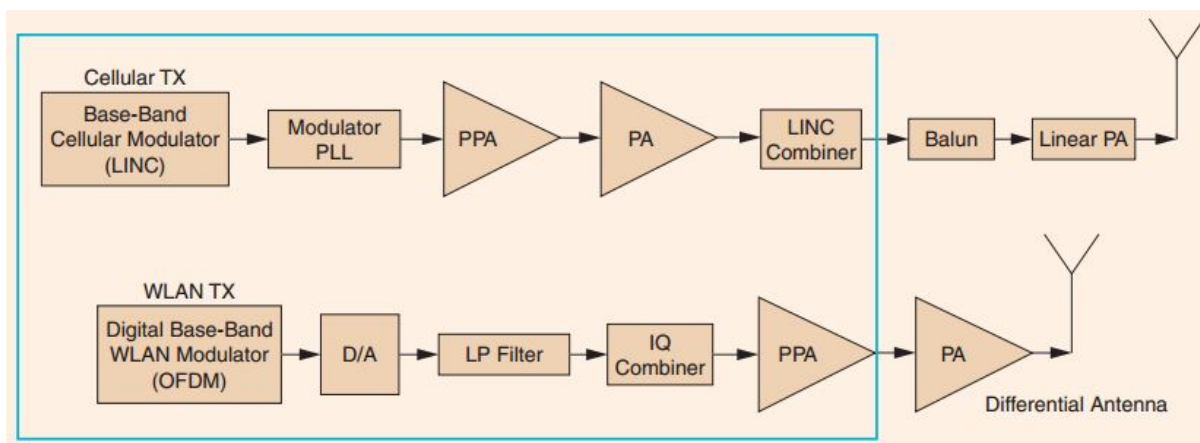 Cellular TX
Base-Band
Cellular Modulator
(LINC)
Modulator
PLL
PPA
PA
LINC
Combiner
Balun
Linear PA
WLAN TX
Digital Base-Band
WLAN Modulator
(OFDM)
D/A
LP Filter
IQ
Combiner
PPA
PA
Differential Antenna